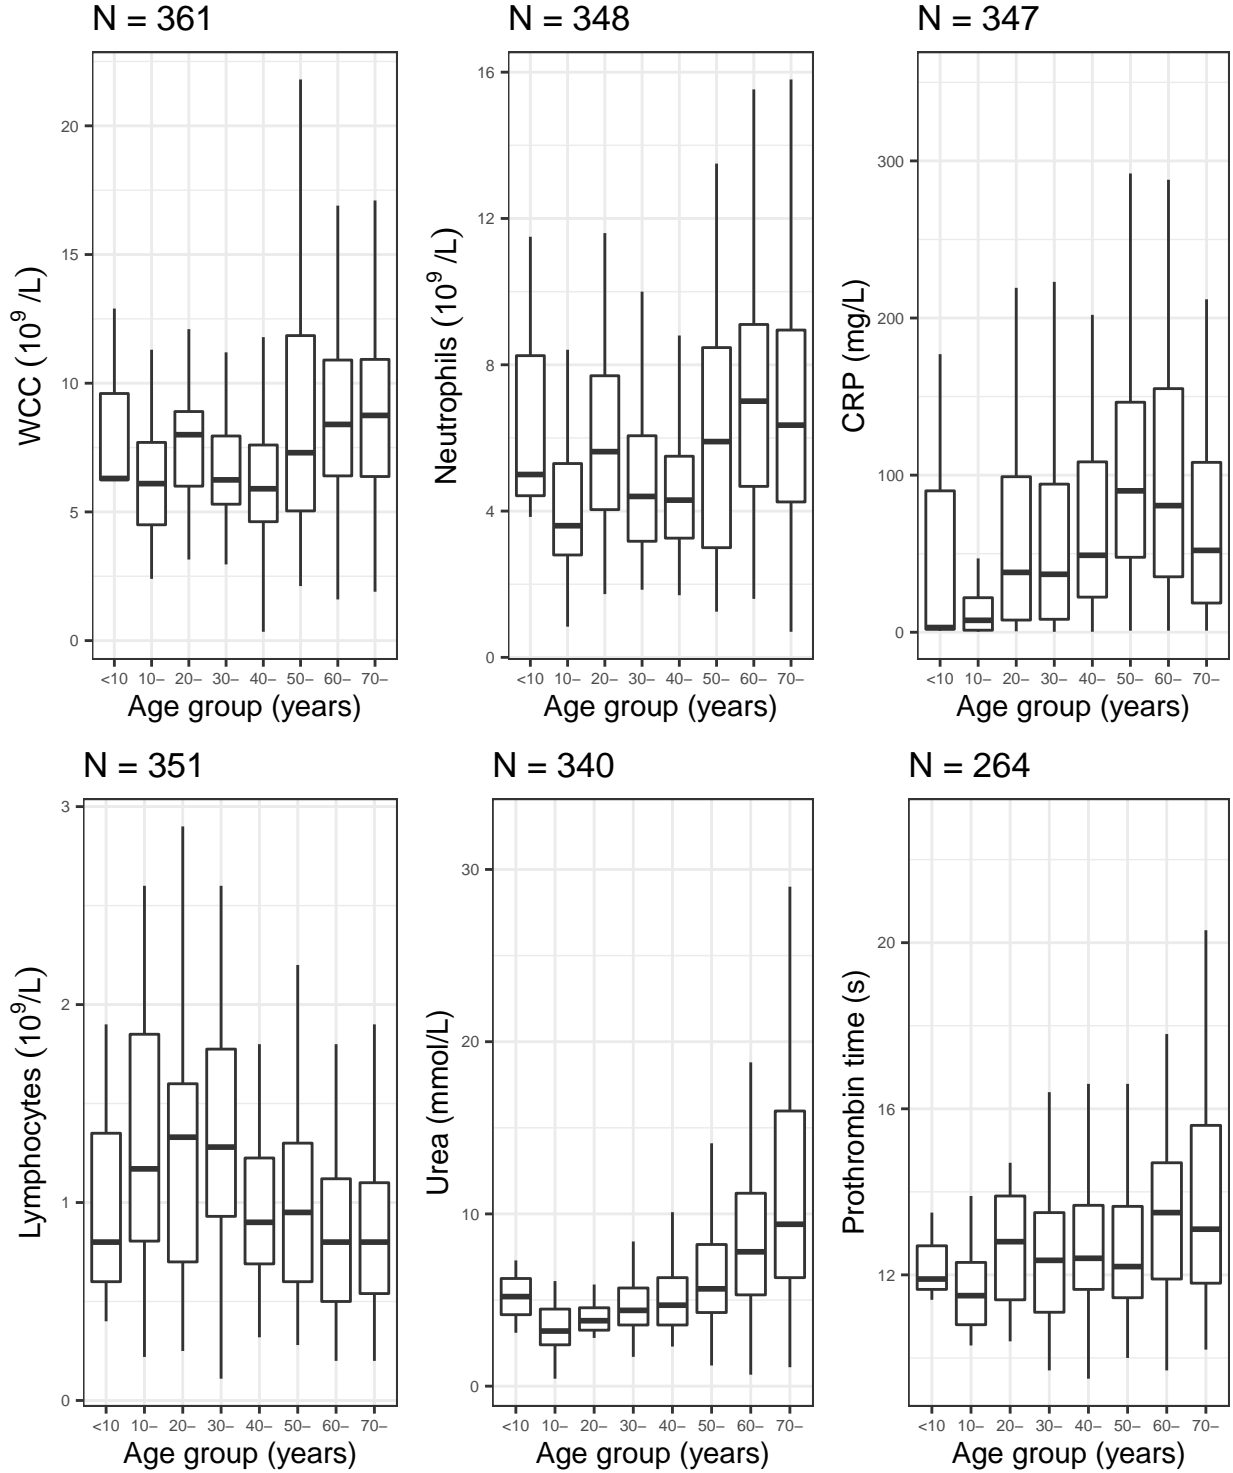 N = 361
N = 348
N = 347
WCC (10⁹ /L)
20
15
10
5
0
<10 10– 20– 30– 40– 50– 60– 70–
Age group (years)
Neutrophils (10⁹ /L)
16
12
8
4
0
<10 10– 20– 30– 40– 50– 60– 70–
Age group (years)
CRP (mg/L)
300
200
100
0
<10 10– 20– 30– 40– 50– 60– 70–
Age group (years)
N = 351
N = 340
N = 264
Lymphocytes (10⁹/L)
3
2
1
0
<10 10– 20– 30– 40– 50– 60– 70–
Age group (years)
Urea (mmol/L)
30
20
10
0
<10 10– 20– 30– 40– 50– 60– 70–
Age group (years)
Prothrombin time (s)
20
16
12
<10 10– 20– 30– 40– 50– 60– 70–
Age group (years)